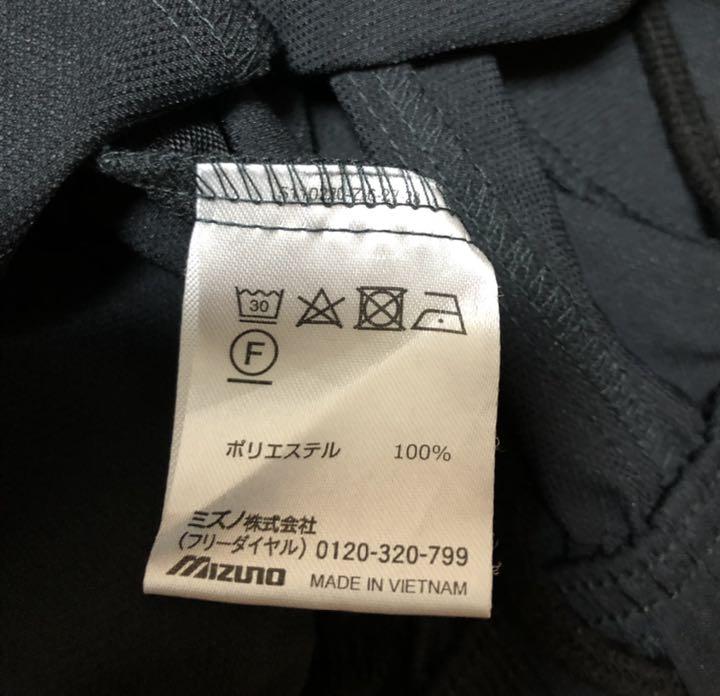 30
F
ポリエステル 100%
ミズノ株式会社
(フリーダイヤル) 0120-320-799
MIZUNO MADE IN VIETNAM